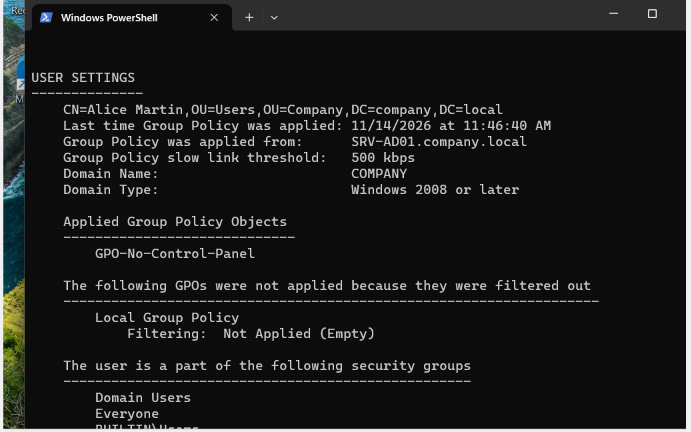 Rec
Windows PowerShell
M
USER SETTINGS
--------------
CN=Alice Martin,OU=Users,OU=Company,DC=company,DC=local
Last time Group Policy was applied: 11/14/2026 at 11:46:40 AM
Group Policy was applied from: SRV-AD01.company.local
Group Policy slow link threshold: 500 kbps
Domain Name: COMPANY
Domain Type: Windows 2008 or later
Applied Group Policy Objects
-----------------------------
GPO-No-Control-Panel
The following GPOs were not applied because they were filtered out
-------------------------------------------------------------------
Local Group Policy
Filtering: Not Applied (Empty)
The user is a part of the following security groups
---------------------------------------------------
Domain Users
Everyone
BUILTIN\Users